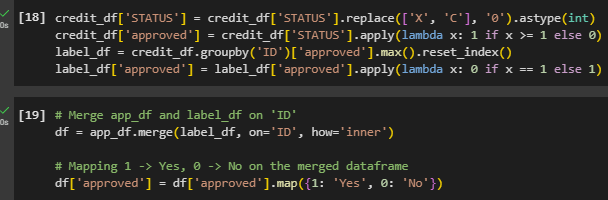 [18] credit_df['STATUS'] = credit_df['STATUS'].replace(['X', 'C'], '0').astype(int)
0s credit_df['approved'] = credit_df['STATUS'].apply(lambda x: 1 if x >= 1 else 0)
label_df = credit_df.groupby('ID')['approved'].max().reset_index()
label_df['approved'] = label_df['approved'].apply(lambda x: 0 if x == 1 else 1)
[19] # Merge app_df and label_df on 'ID'
0s df = app_df.merge(label_df, on='ID', how='inner')
# Mapping 1 -> Yes, 0 -> No on the merged dataframe
df['approved'] = df['approved'].map({1: 'Yes', 0: 'No'})